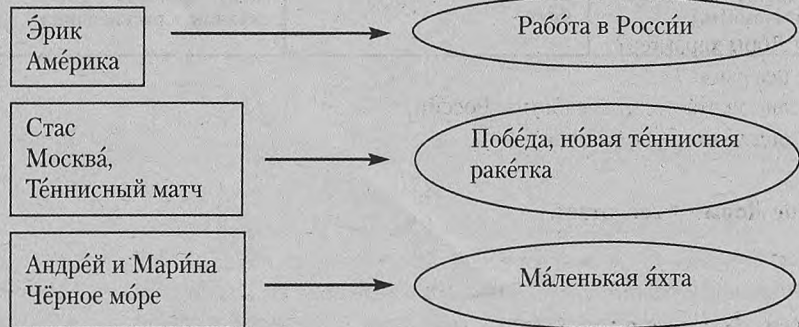 Э́рик
Аме́рика
Рабо́та в Росси́и
Стас
Москва́,
Те́ннисный матч
Побе́да, но́вая те́ннисная
раке́тка
Андре́й и Мари́на
Чёрное мо́ре
Ма́ленькая я́хта